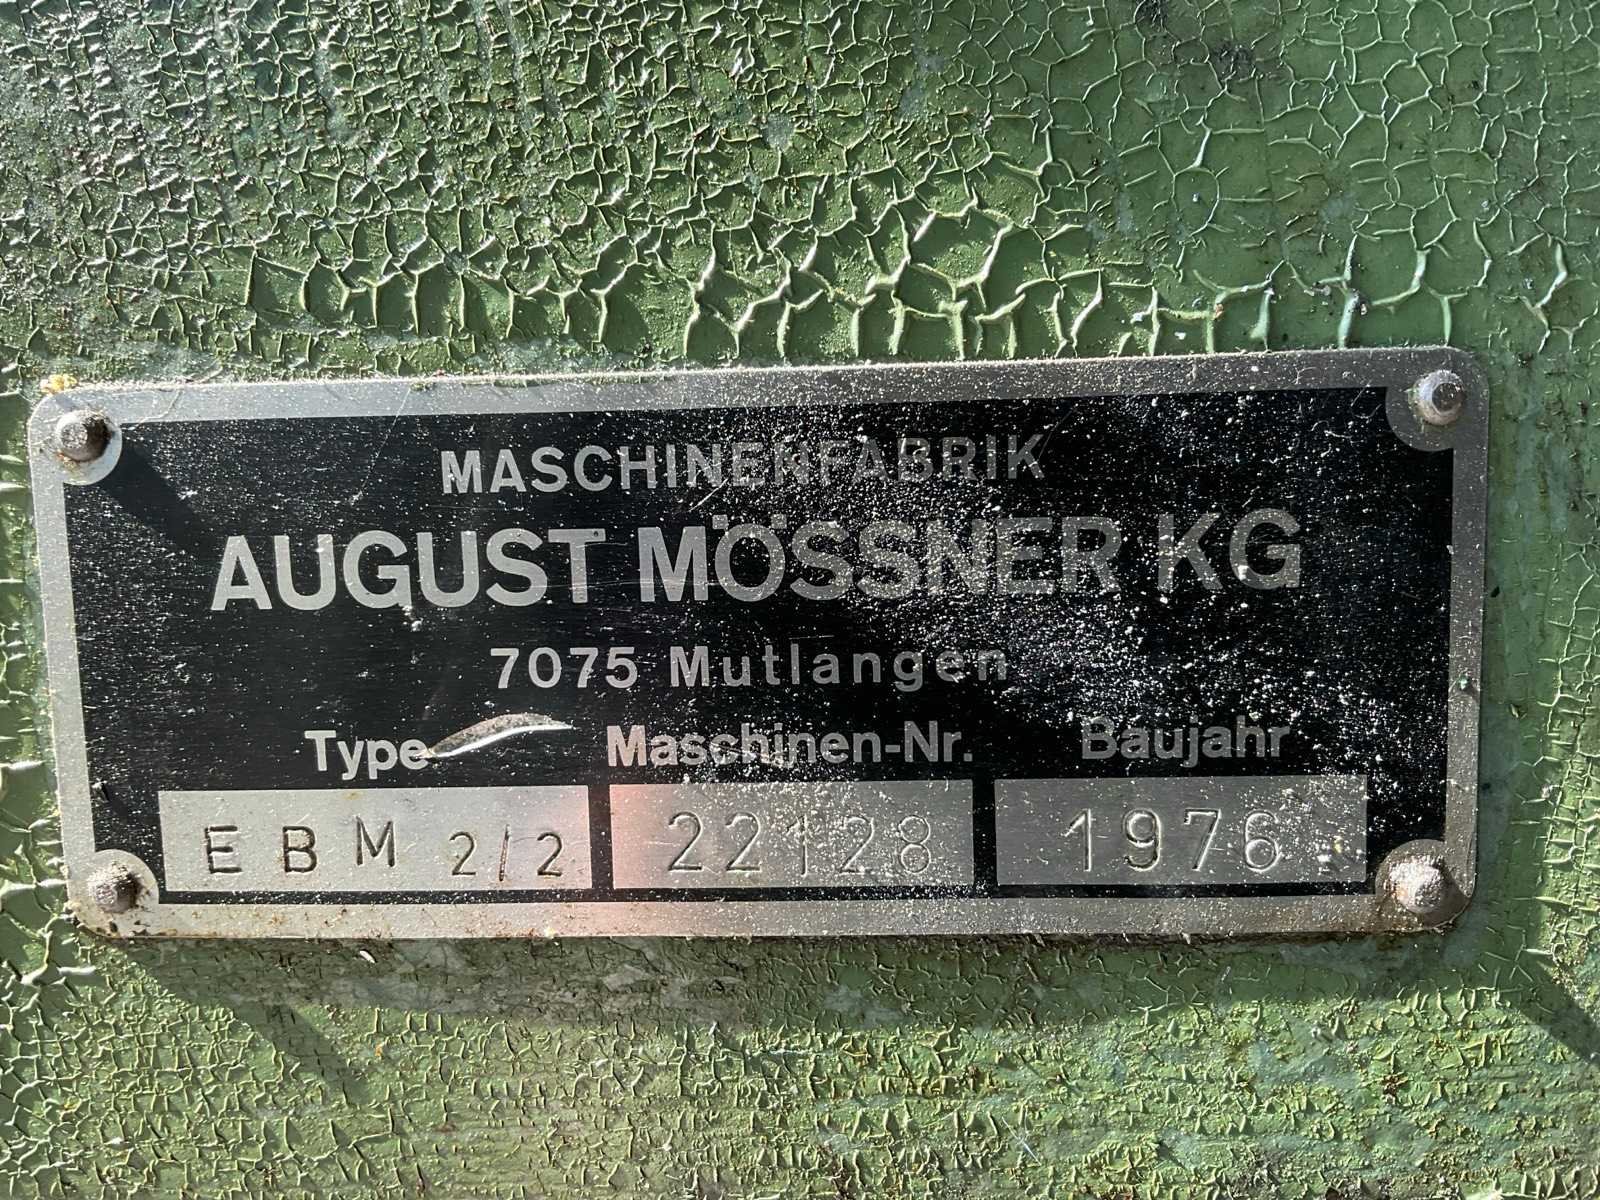 MASCHINENFABRIK
AUGUST MÖSSNER KG
7075 Mutlangen
Type Maschinen-Nr. Baujahr
EBM 2/2 22128 1976